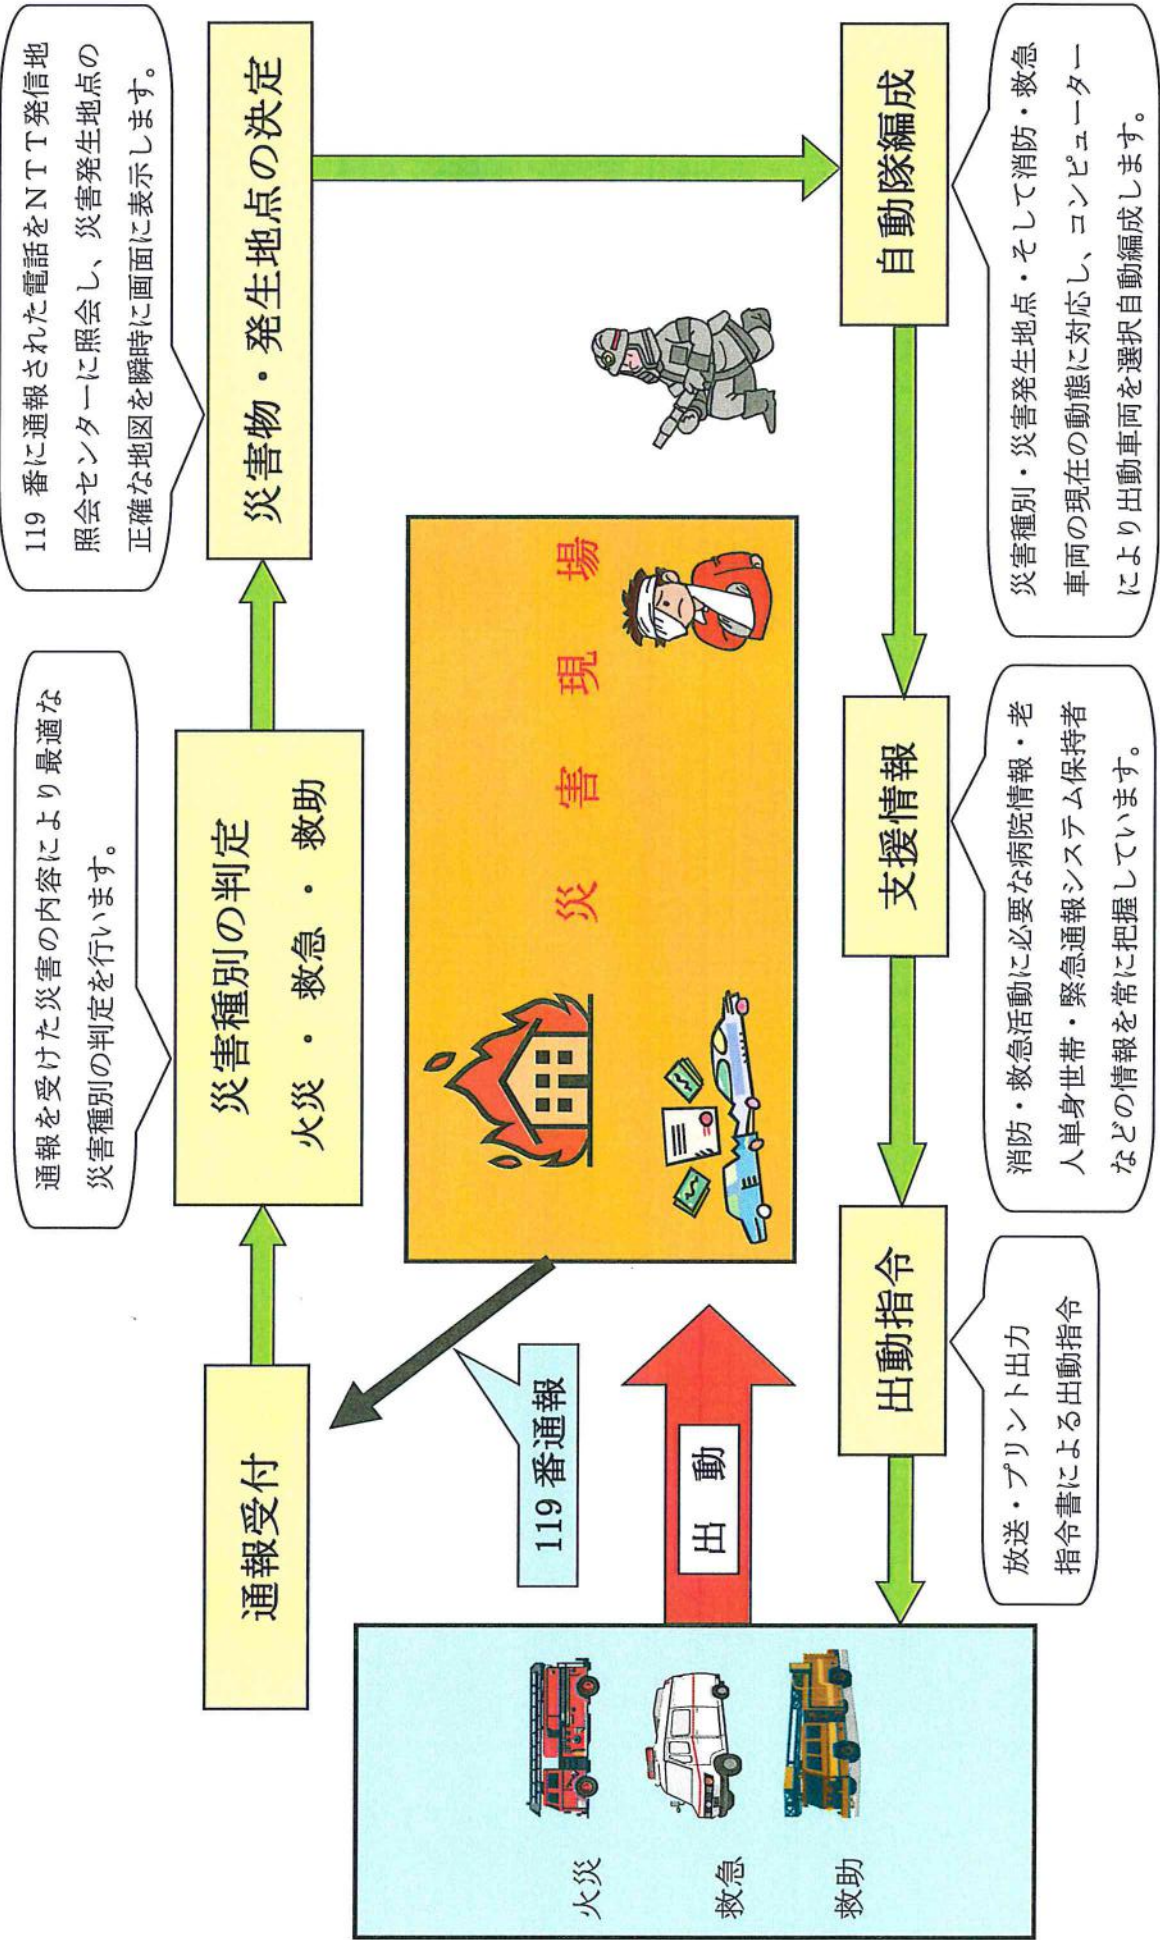 119 番に通報された電話をNTT発信地
照会センターに照会し、災害発生地点の
正確な地図を瞬時に画面に表示します。
通報を受けた災害の内容により最適な
災害種別の判定を行います。
通報受付
災害種別の判定
火災 ・ 救急 ・ 救助
災害物・発生地点の決定
119 番通報
災 害 現 場
出 動
火災
救急
救助
出動指令
支援情報
自動隊編成
放送・プリント出力
指令書による出動指令
消防・救急活動に必要な病院情報・老
人単身世帯・緊急通報システム保持者
などの情報を常に把握しています。
災害種別・災害発生地点・そして消防・救急
車両の現在の動態に対応し、コンピューター
により出動車両を選択自動編成します。